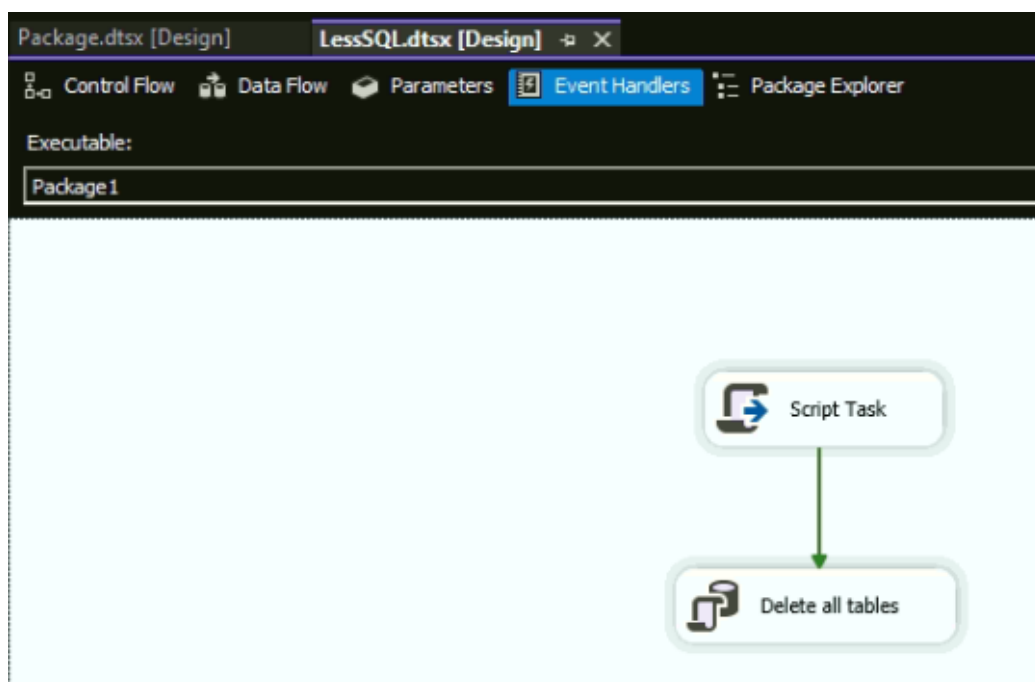 Package.dtsx [Design] LessSQL.dtsx [Design]
Control Flow Data Flow Parameters Event Handlers Package Explorer
Executable:
Package1
Script Task
Delete all tables